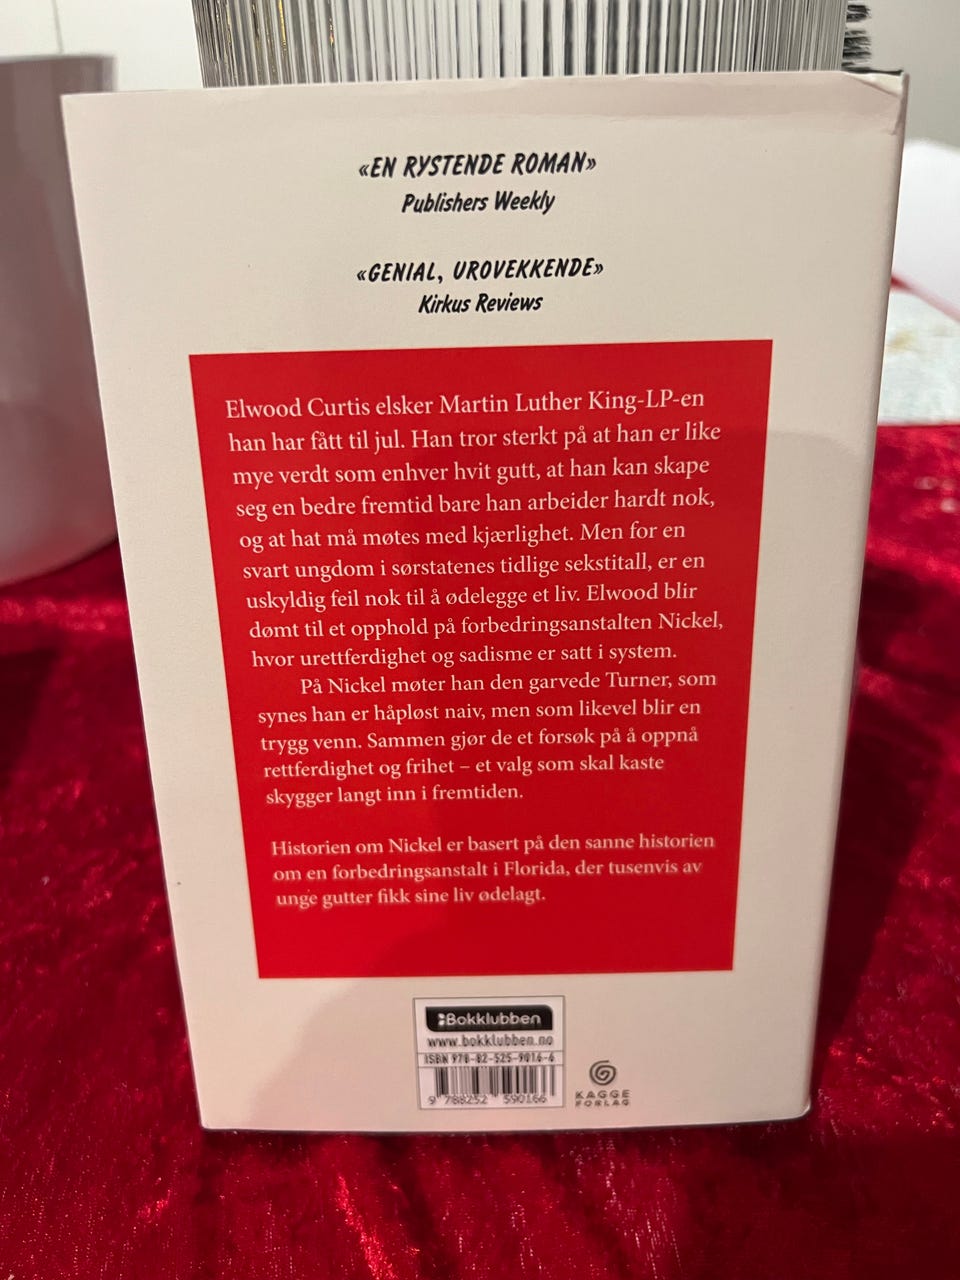 «EN RYSTENDE ROMAN»
Publishers Weekly
«GENIAL, UROVEKKENDE»
Kirkus Reviews
Elwood Curtis elsker Martin Luther King-LP-en
han har fått til jul. Han tror sterkt på at han er like
mye verdt som enhver hvit gutt, at han kan skape
seg en bedre fremtid bare han arbeider hardt nok,
og at hat må møtes med kjærlighet. Men for en
svart ungdom i sørstatenes tidlige sekstitall, er en
uskyldig feil nok til å ødelegge et liv. Elwood blir
dømt til et opphold på forbedringsanstalten Nickel,
hvor urettferdighet og sadisme er satt i system.
På Nickel møter han den garvede Turner, som
synes han er håpløst naiv, men som likevel blir en
trygg venn. Sammen gjør de et forsøk på å oppnå
rettferdighet og frihet – et valg som skal kaste
skygger langt inn i fremtiden.
Historien om Nickel er basert på den sanne historien
om en forbedringsanstalt i Florida, der tusenvis av
unge gutter fikk sine liv ødelagt.
Bokklubben
www.bokklubben.no
ISBN 978-82-525-9016-6
9 788252 590166
KAGGE
FORLAG